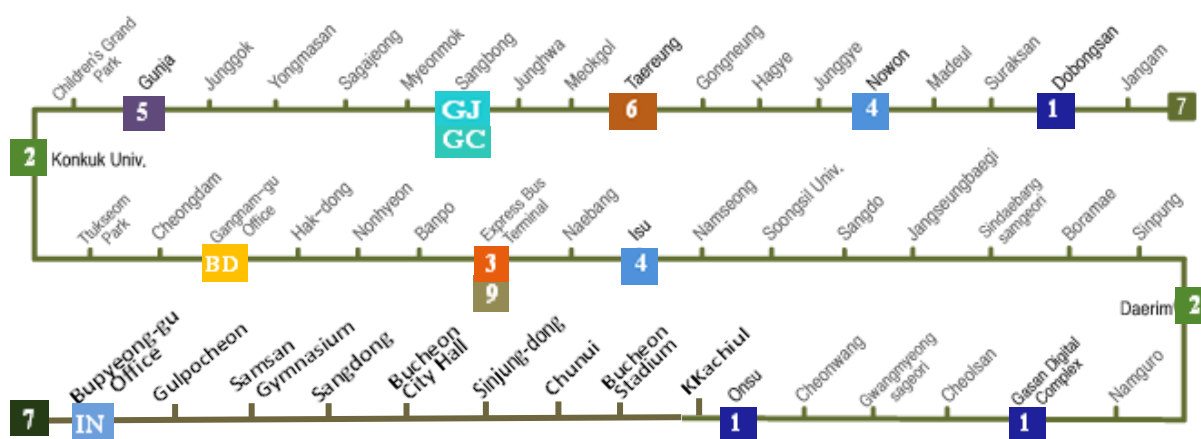 Children's Grand
Park
Gunja
Junggok
Yongmasan
Sagajeong
Myeonmok
Sangbong
Junghwa
Meokgol
Taereung
Gongneung
Hagye
Junggye
Nowon
Madeul
Suraksan
Dobongsan
Jangam
5
GJ
GC
6
4
1
7
2
Konkuk Univ.
Ttukseom
Park
Cheongdam
Gangnam-gu
Office
Hak-dong
Nonhyeon
Banpo
Express Bus
Terminal
Naebang
Isu
Namseong
Soongsil Univ.
Sangdo
Jangseungbaegi
Sindaebang
samgeori
Boramae
Sinpung
BD
3
9
4
Daerim
2
Bupyeong-gu
Office
Gulpocheon
Samsan
Gymnasium
Sangdong
Bucheon
City Hall
Sinjung-dong
Chunui
Bucheon
Stadium
KKachiul
Onsu
Cheonwang
Gwangmyeong
sageori
Cheolsan
Gasan Digital
Complex
Namguro
7
IN
1
1